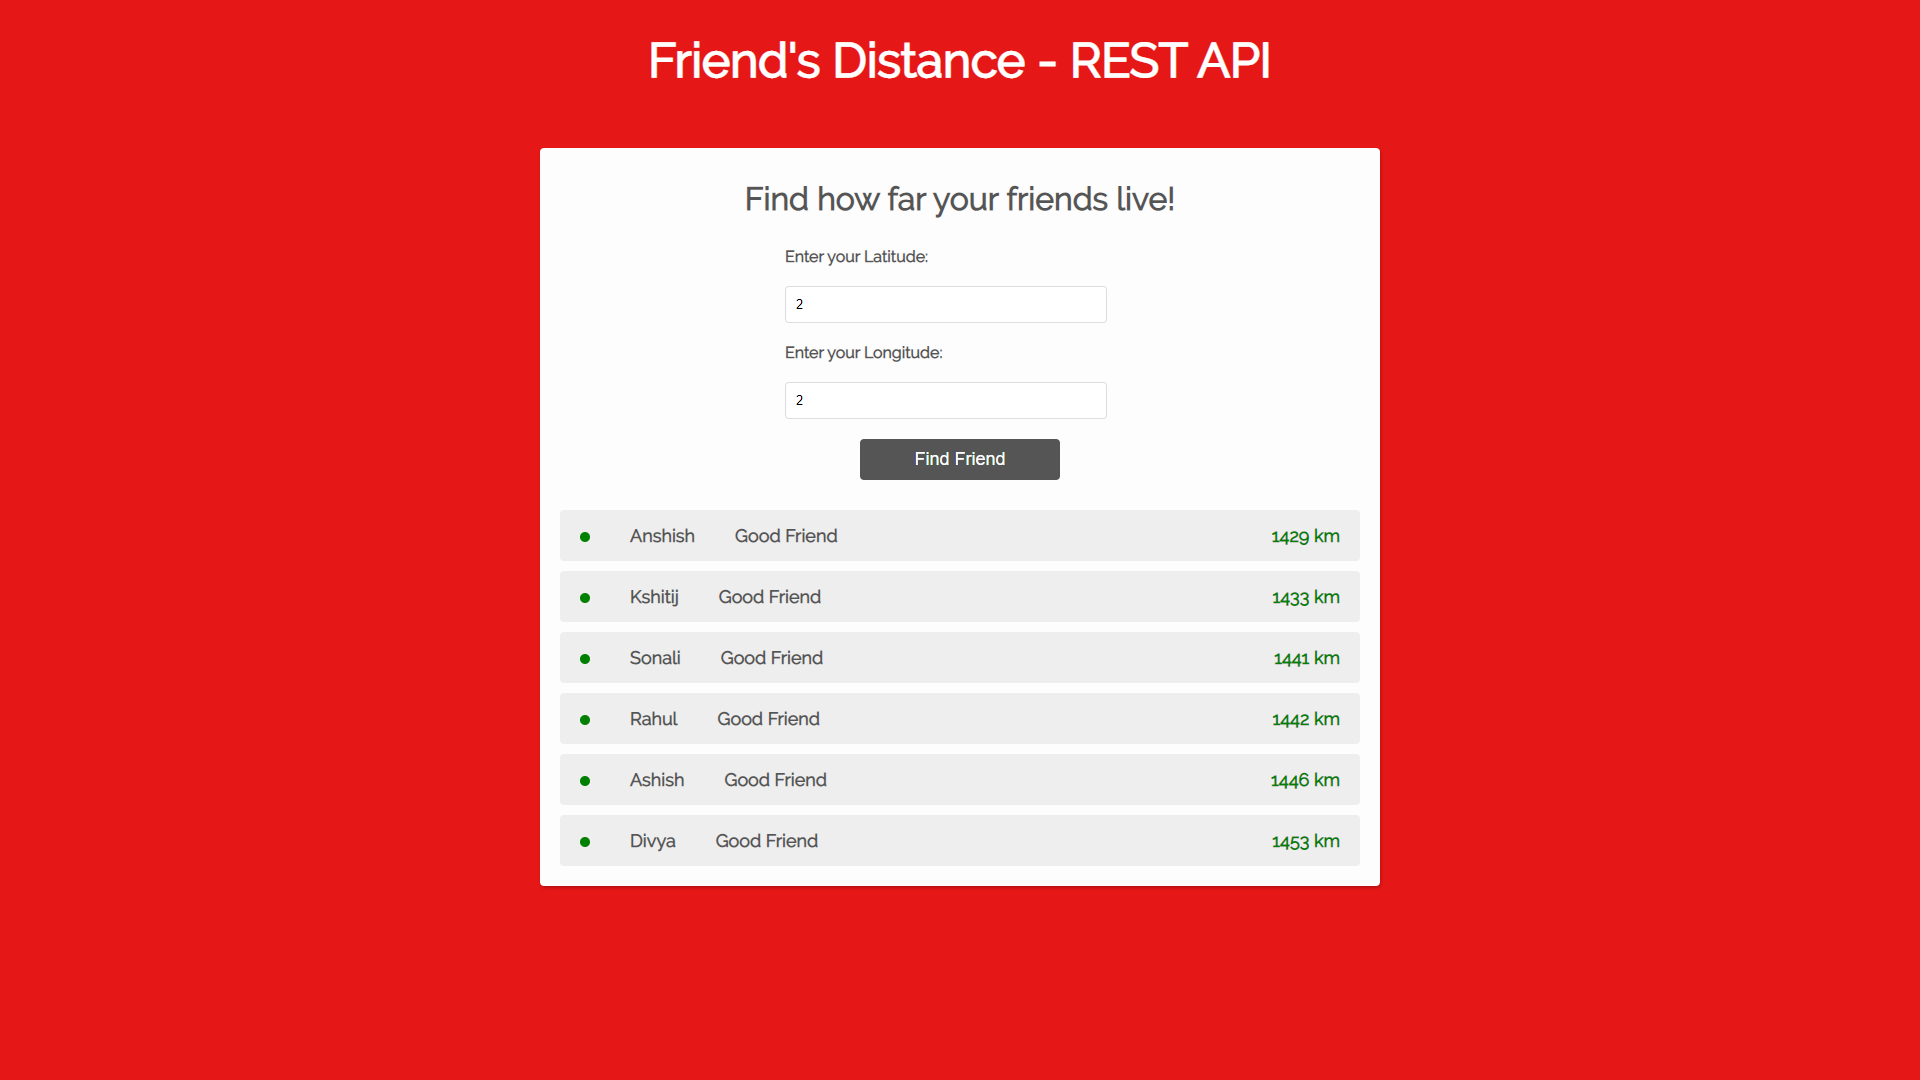 Friend's Distance - REST API
Find how far your friends live!
Enter your Latitude:
2
Enter your Longitude:
2
Find Friend
Anshish Good Friend 1429 km
Kshitij Good Friend 1433 km
Sonali Good Friend 1441 km
Rahul Good Friend 1442 km
Ashish Good Friend 1446 km
Divya Good Friend 1453 km